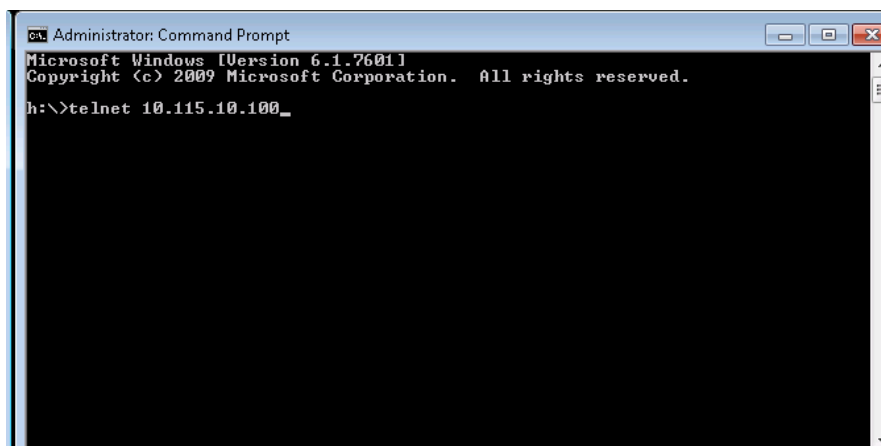 Administrator: Command Prompt
Microsoft Windows [Version 6.1.7601]
Copyright (c) 2009 Microsoft Corporation.  All rights reserved.
h:\>telnet 10.115.10.100_